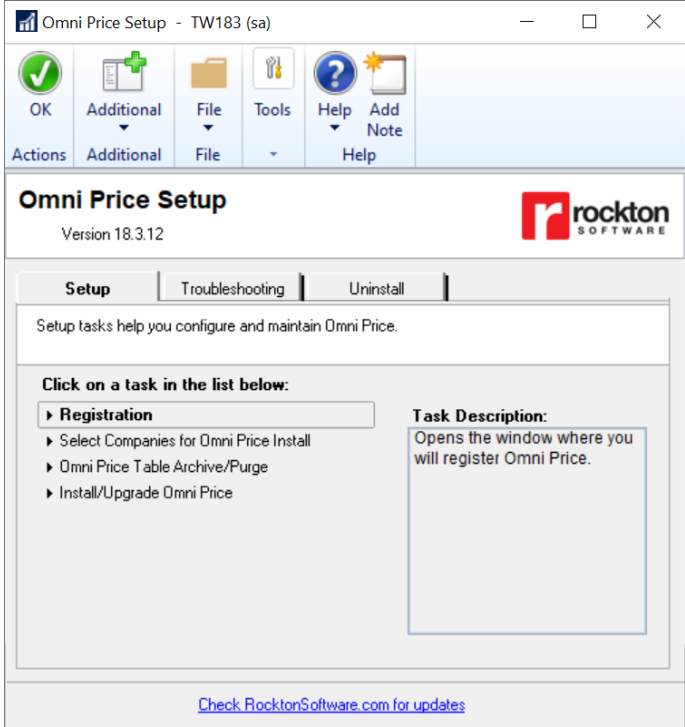 Omni Price Setup - TW183 (sa)
OK
Additional
File
Tools
Help
Add Note
Actions
Additional
File
Help
Omni Price Setup
Version 18.3.12
rockton
SOFTWARE
Setup
Troubleshooting
Uninstall
Setup tasks help you configure and maintain Omni Price.
Click on a task in the list below:
Registration
Select Companies for Omni Price Install
Omni Price Table Archive/Purge
Install/Upgrade Omni Price
Task Description:
Opens the window where you
will register Omni Price.
Check RocktonSoftware.com for updates